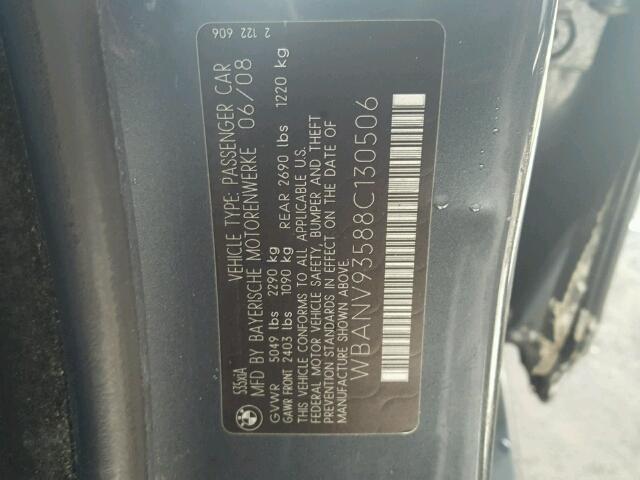 535xiA
VEHICLE TYPE: PASSENGER CAR
MFD BY BAYERISCHE MOTORENWERKE 06/08
GVWR 5049 lbs 2290 kg
GAWR FRONT 2403 lbs 1090 kg REAR 2690 lbs 1220 kg
THIS VEHICLE CONFORMS TO ALL APPLICABLE U.S.
FEDERAL MOTOR VEHICLE SAFETY, BUMPER AND THEFT
PREVENTION STANDARDS IN EFFECT ON THE DATE OF
MANUFACTURE SHOWN ABOVE.
WBANV93588C130506
2 122 606